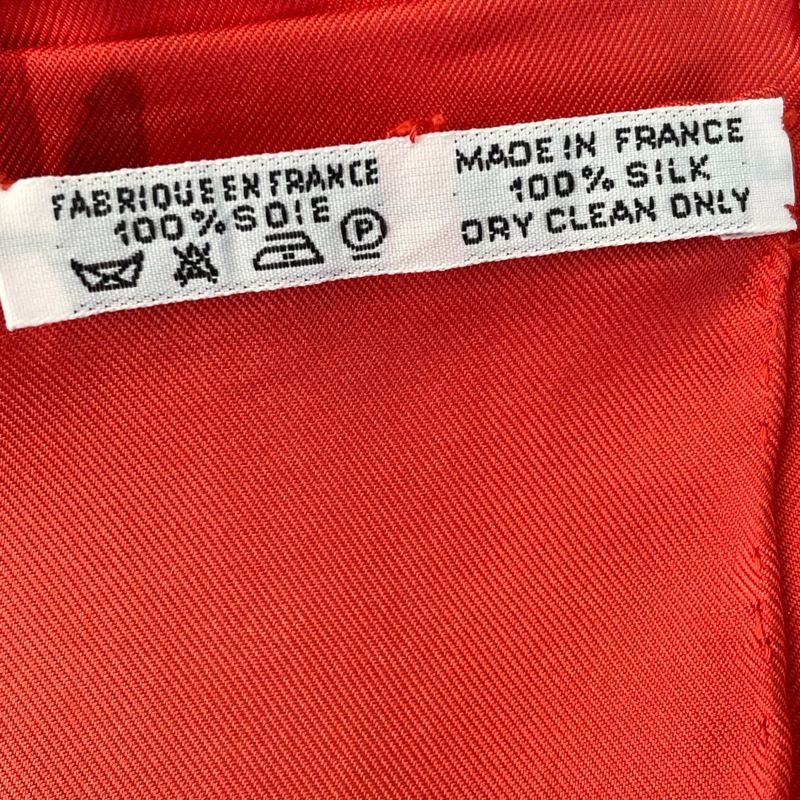 FABRIQUE EN FRANCE
100% SOIE
P
MADE IN FRANCE
100% SILK
DRY CLEAN ONLY